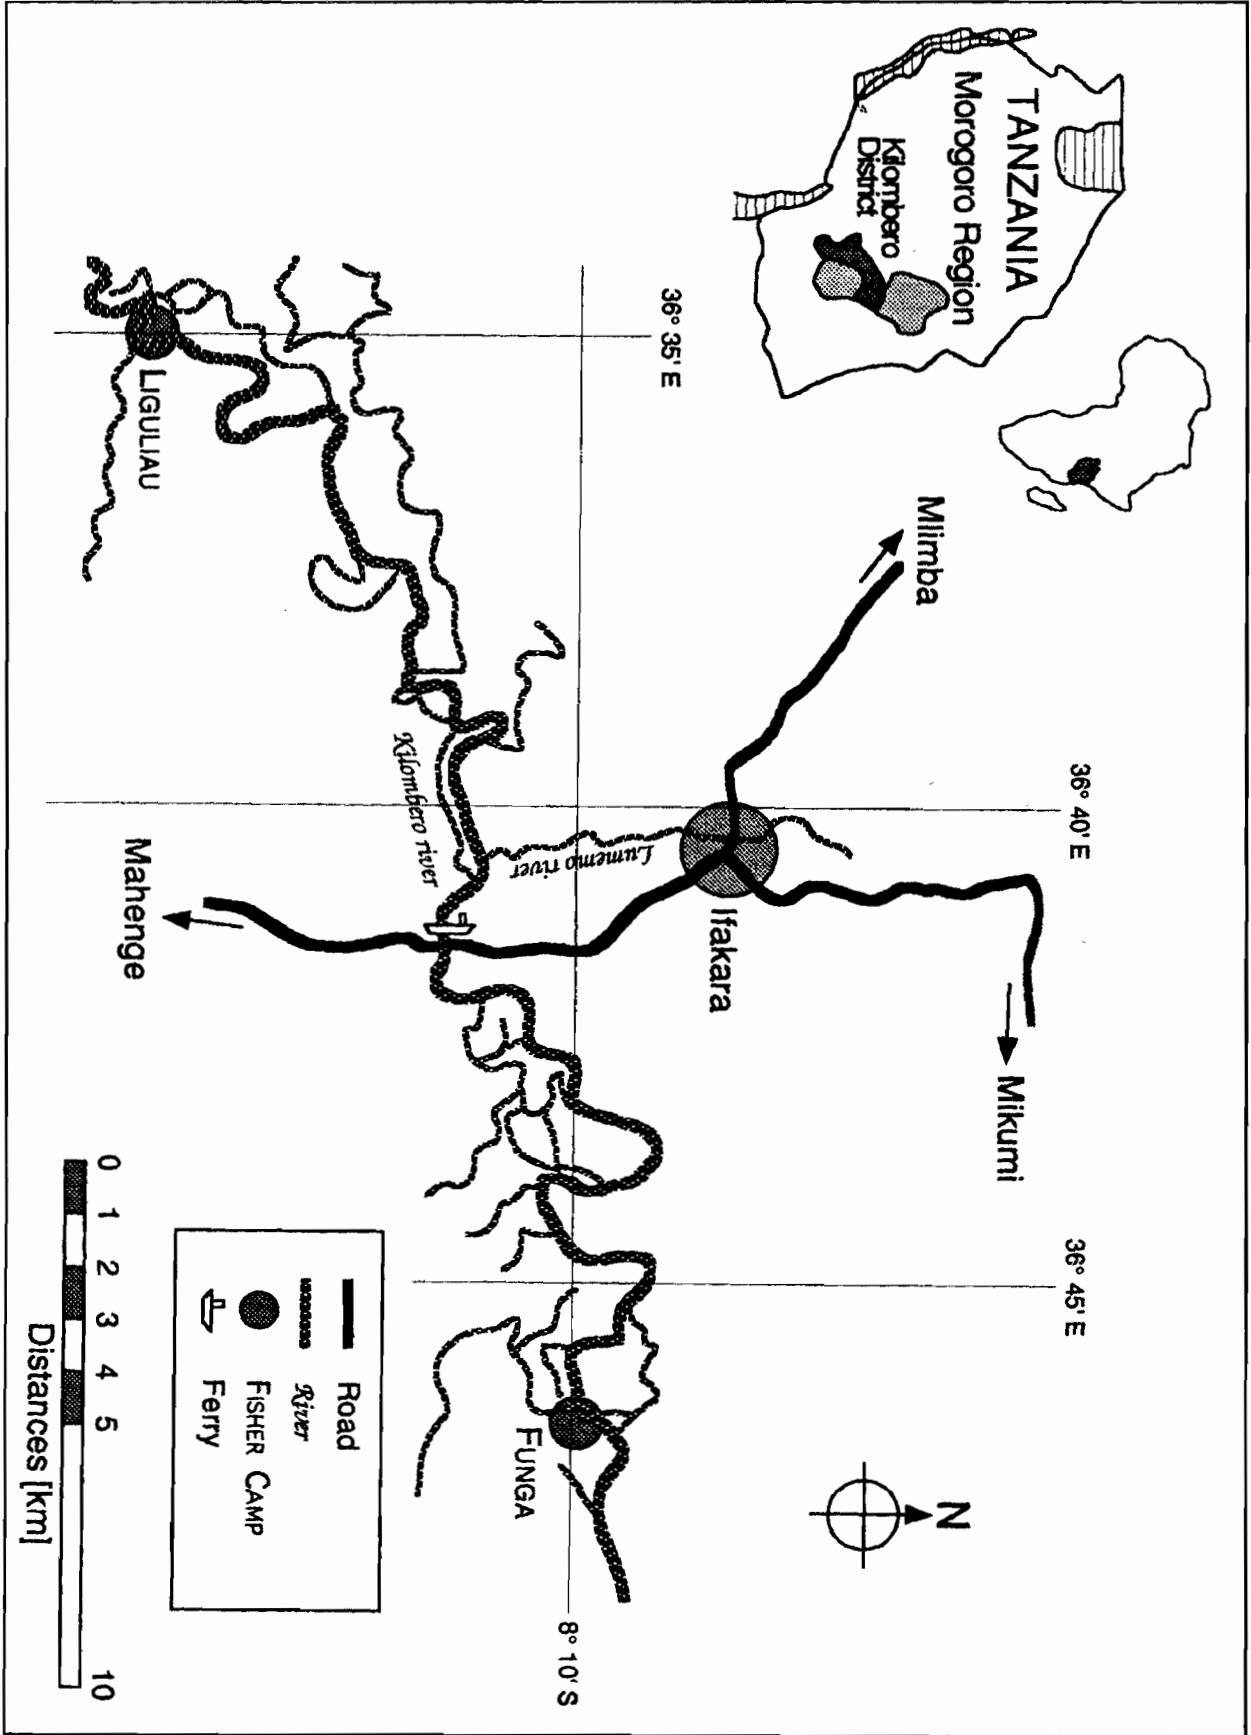 TANZANIA
Morogoro Region
Kilombero
District
Mlimba
Mikumi
36° 35' E
36° 40' E
36° 45' E
Ifakara
Lumemo river
Kilombero river
LIGULIAU
Mahenge
FUNGA
8° 10' S
N
Road
River
FISHER CAMP
Ferry
0 1 2 3 4 5 10
Distances [km]